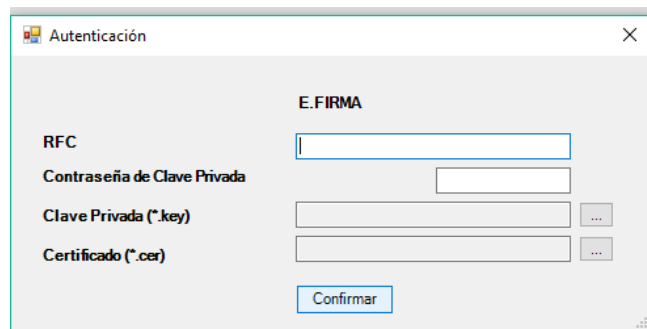 Autenticación
E.FIRMA
RFC
Contraseña de Clave Privada
Clave Privada (*.key)
...
Certificado (*.cer)
...
Confirmar